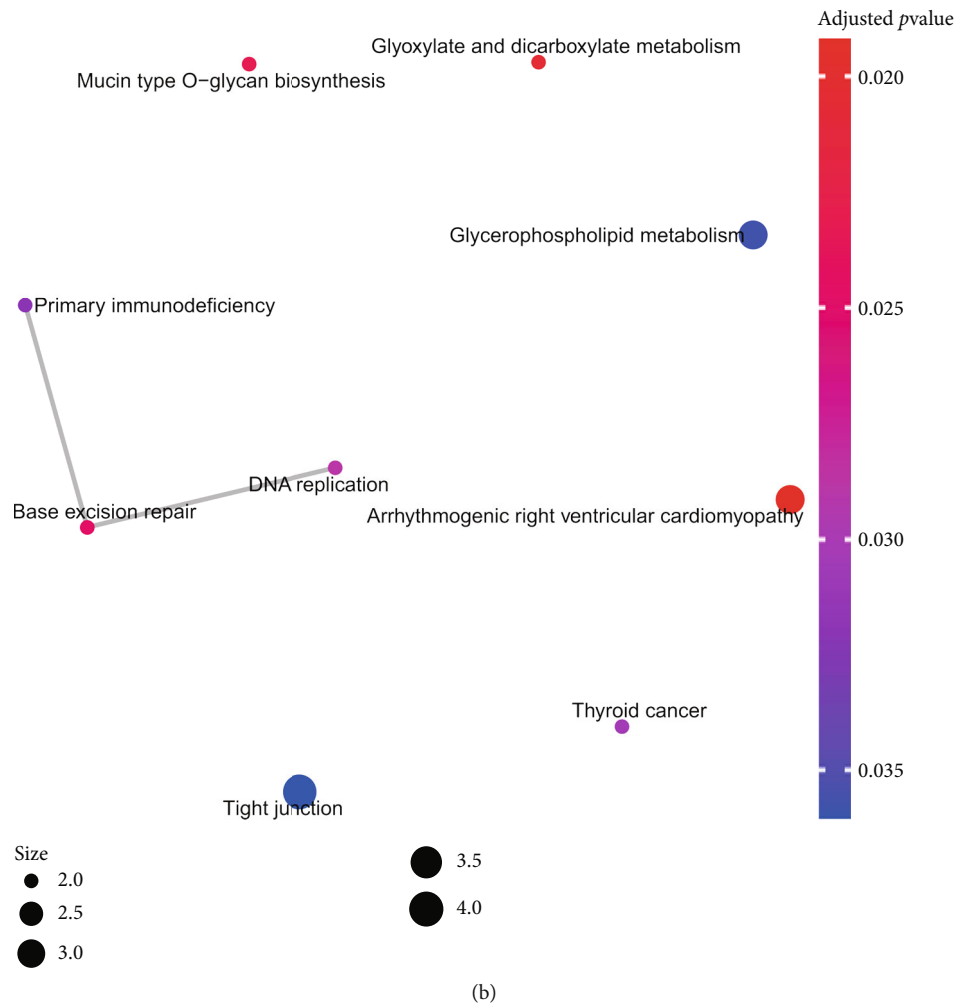 Adjusted pvalue
Glyoxylate and dicarboxylate metabolism
Mucin type O−glycan biosynthesis
0.020
Glycerophospholipid metabolism
Primary immunodeficiency
0.025
DNA replication
Base excision repair
Arrhythmogenic right ventricular cardiomyopathy
0.030
Thyroid cancer
0.035
Tight junction
Size
2.0
2.5
3.0
3.5
4.0
(b)